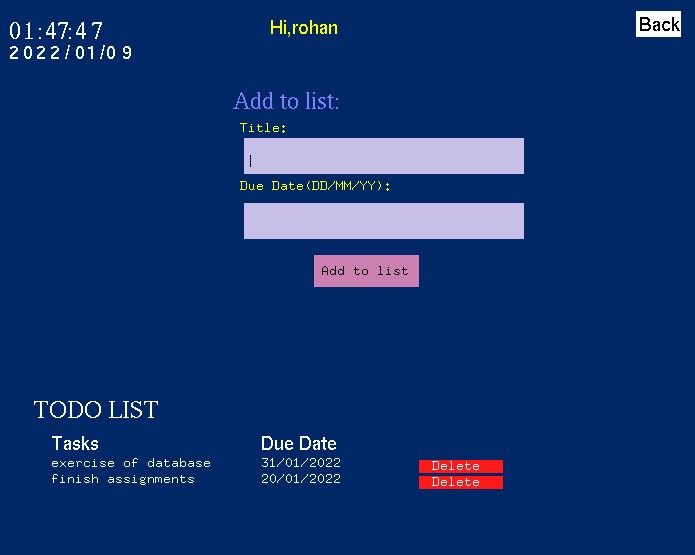 01:47:47
Hi,rohan
Back
2022/01/09
Add to list:
Title:
Due Date(DD/MM/YY):
Add to list
TODO LIST
Tasks Due Date
exercise of database 31/01/2022 Delete
finish assignments 20/01/2022 Delete